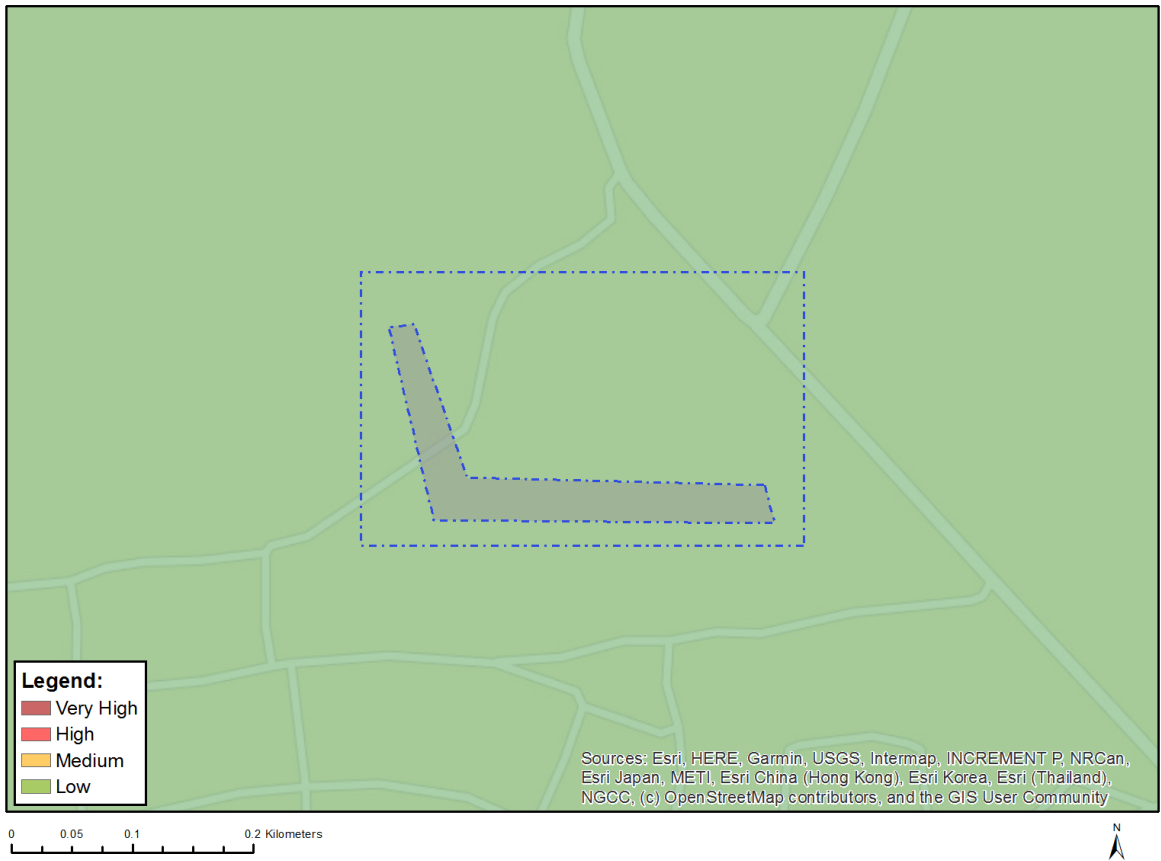 Legend:
Very High
High
Medium
Low
Sources: Esri, HERE, Garmin, USGS, Intermap, INCREMENT P, NRCan,
Esri Japan, METI, Esri China (Hong Kong), Esri Korea, Esri (Thailand),
NGCC, (c) OpenStreetMap contributors, and the GIS User Community
0 0.05 0.1 0.2 Kilometers
N